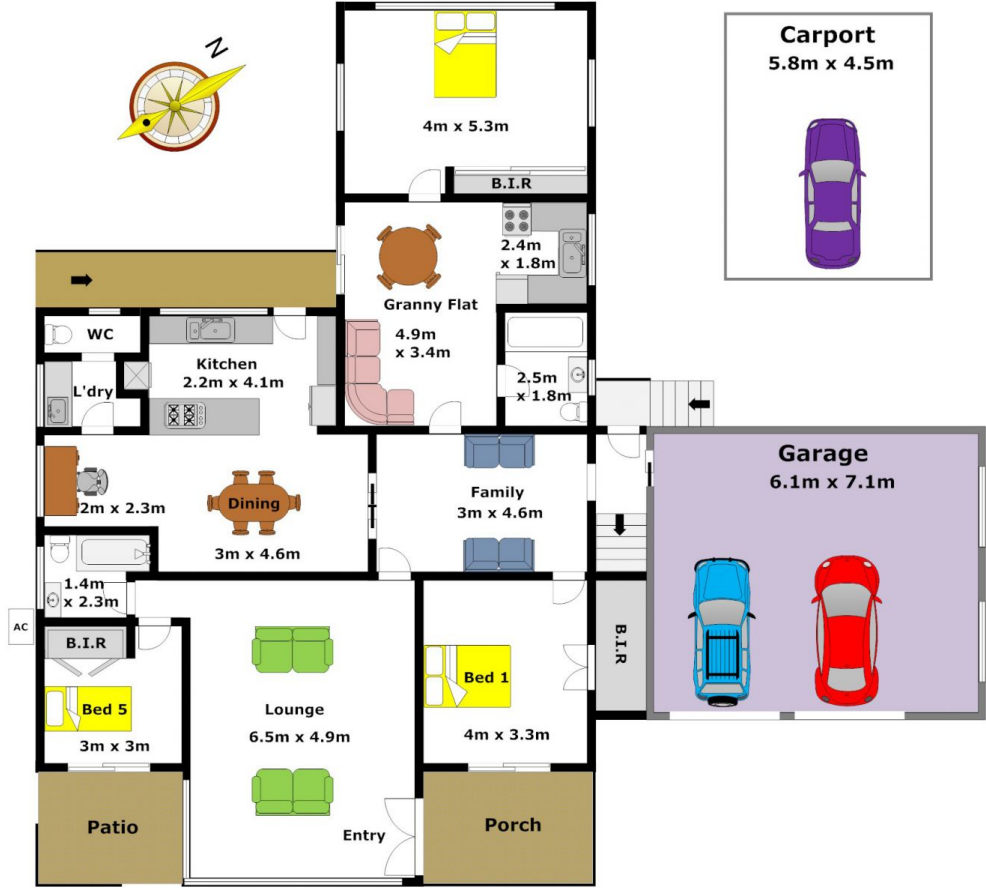 N
Carport
5.8m x 4.5m
4m x 5.3m
B.I.R
2.4m
x 1.8m
Granny Flat
4.9m
x 3.4m
WC
Kitchen
2.2m x 4.1m
L'dry
2.5m
x 1.8m
Garage
6.1m x 7.1m
Family
3m x 4.6m
Dining
2m x 2.3m
3m x 4.6m
1.4m
x 2.3m
AC
B.I.R
B.I.R
Bed 5
3m x 3m
Lounge
6.5m x 4.9m
Bed 1
4m x 3.3m
Patio
Entry
Porch